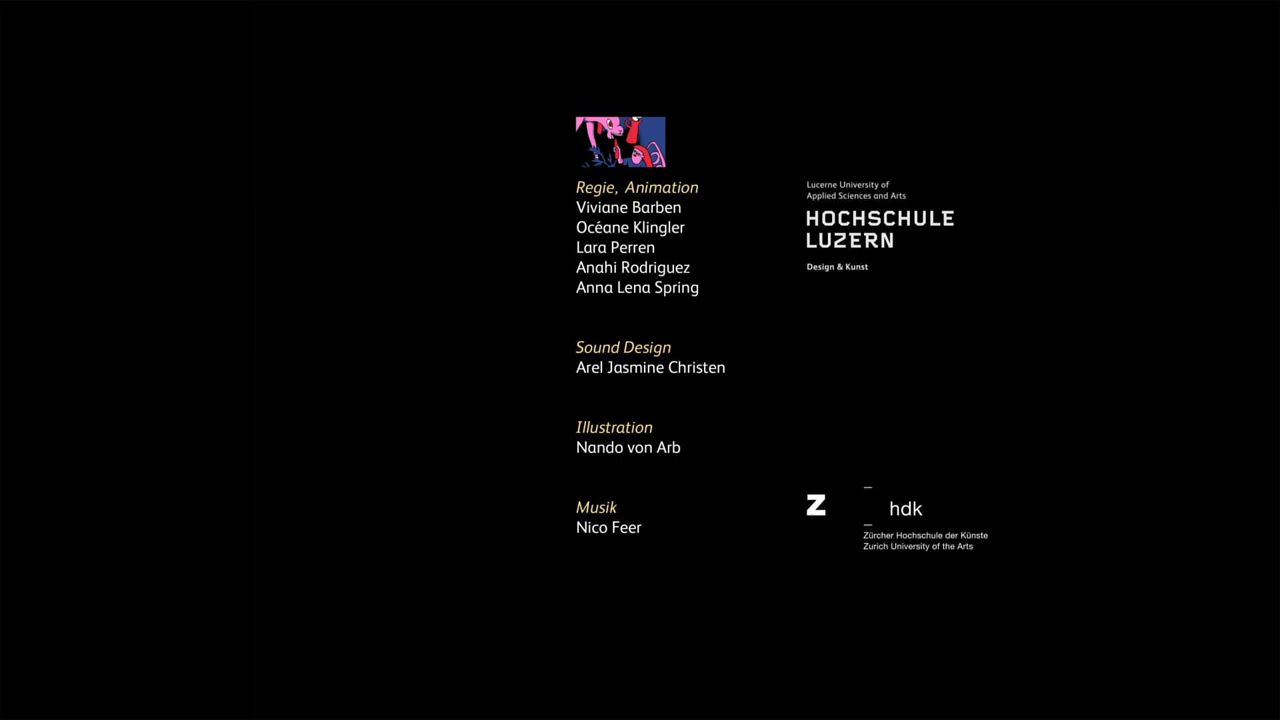 Regie, Animation
Viviane Barben
Océane Klingler
Lara Perren
Anahi Rodriguez
Anna Lena Spring
Sound Design
Arel Jasmine Christen
Illustration
Nando von Arb
Musik
Nico Feer
Lucerne University of
Applied Sciences and Arts
HOCHSCHULE
LUZERN
Design & Kunst
Z hdk
Zürcher Hochschule der Künste
Zurich University of the Arts